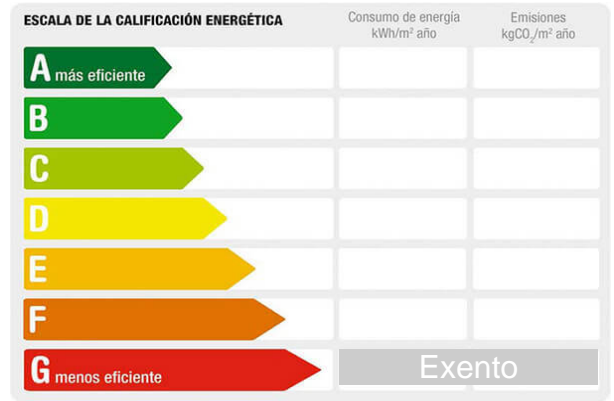 ESCALA DE LA CALIFICACIÓN ENERGÉTICA
Consumo de energía
kWh/m² año
Emisiones
kgCO₂/m² año
A más eficiente
B
C
D
E
F
G menos eficiente
Exento